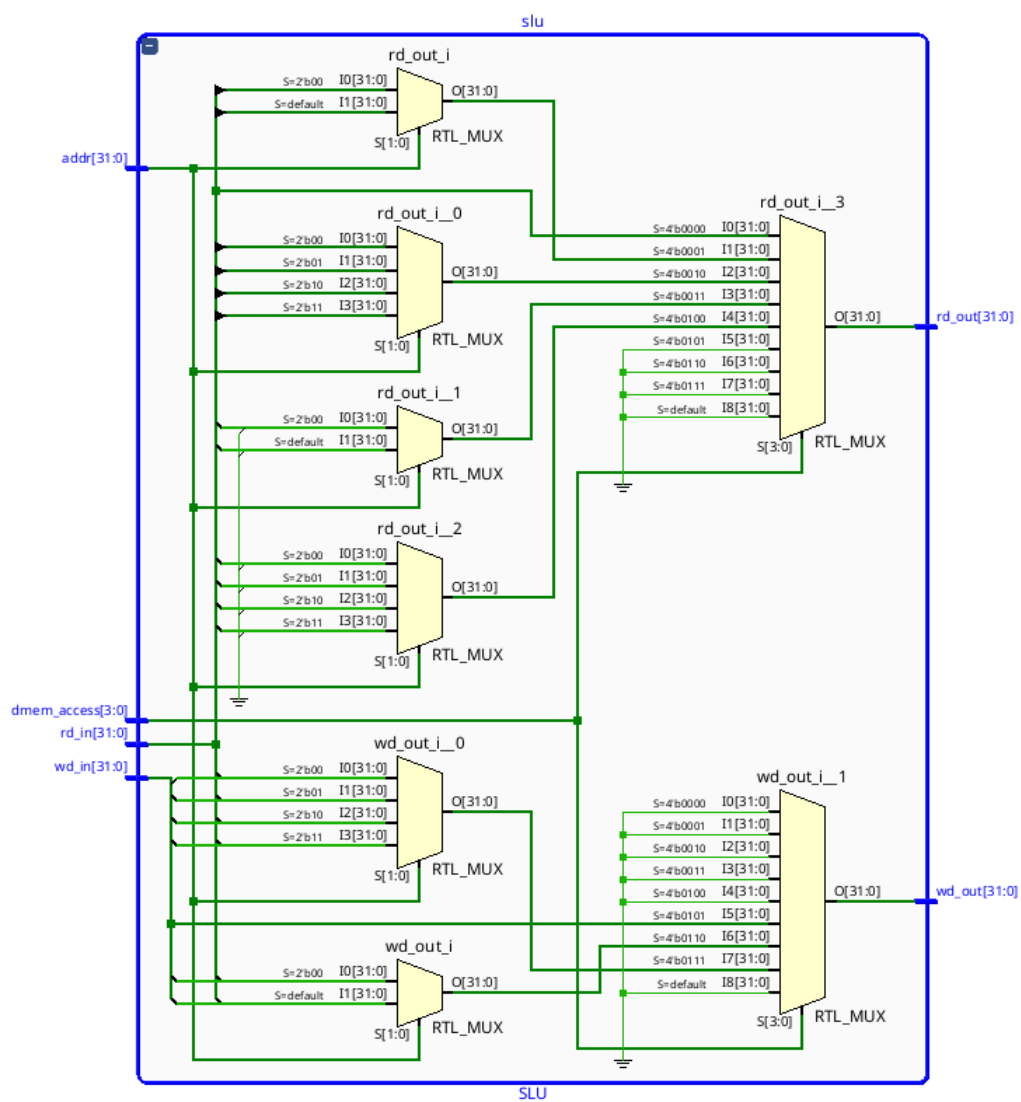 slu
rd_out_i
S=2'b00 I0[31:0]
S=default I1[31:0]
O[31:0]
S[1:0]
RTL_MUX
addr[31:0]
rd_out_i__0
S=2'b00 I0[31:0]
S=2'b01 I1[31:0]
S=2'b10 I2[31:0]
S=2'b11 I3[31:0]
O[31:0]
S[1:0]
RTL_MUX
rd_out_i__1
S=2'b00 I0[31:0]
S=default I1[31:0]
O[31:0]
S[1:0]
RTL_MUX
rd_out_i__2
S=2'b00 I0[31:0]
S=2'b01 I1[31:0]
S=2'b10 I2[31:0]
S=2'b11 I3[31:0]
O[31:0]
S[1:0]
RTL_MUX
rd_out_i__3
S=4'b0000 I0[31:0]
S=4'b0001 I1[31:0]
S=4'b0010 I2[31:0]
S=4'b0011 I3[31:0]
S=4'b0100 I4[31:0]
S=4'b0101 I5[31:0]
S=4'b0110 I6[31:0]
S=4'b0111 I7[31:0]
S=default I8[31:0]
O[31:0]
S[3:0]
RTL_MUX
rd_out[31:0]
dmem_access[3:0]
rd_in[31:0]
wd_in[31:0]
wd_out_i__0
S=2'b00 I0[31:0]
S=2'b01 I1[31:0]
S=2'b10 I2[31:0]
S=2'b11 I3[31:0]
O[31:0]
S[1:0]
RTL_MUX
wd_out_i
S=2'b00 I0[31:0]
S=default I1[31:0]
O[31:0]
S[1:0]
RTL_MUX
wd_out_i__1
S=4'b0000 I0[31:0]
S=4'b0001 I1[31:0]
S=4'b0010 I2[31:0]
S=4'b0011 I3[31:0]
S=4'b0100 I4[31:0]
S=4'b0101 I5[31:0]
S=4'b0110 I6[31:0]
S=4'b0111 I7[31:0]
S=default I8[31:0]
O[31:0]
S[3:0]
RTL_MUX
wd_out[31:0]
SLU